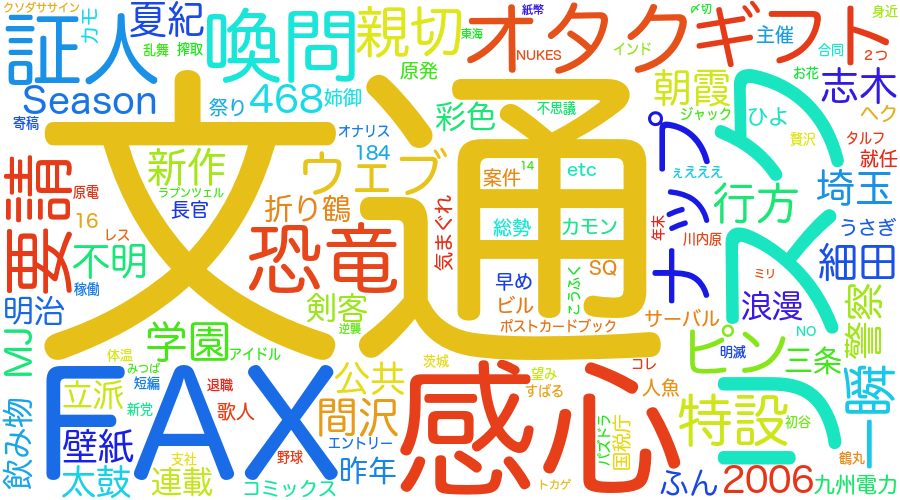 クソダササイン
夏紀
喚問
親切
東海
紙幣
オタク
〆切
ギフト
身近
カモ
証人
乱舞
搾取
原発
NUKES
インド
主催
合同
2つ
Season
祭り
468
姉御
彩色
不思議
朝霞
お花
志木
寄稿
オナリス
ジャック
ひよ
ヘク
文通
184
新作
ウェブ
案件
14
etc
ぇえええ
贅沢
タルフ
就任
要請
原電
ラプンツェル
長官
折り鶴
気まぐれ
総勢
カモン
年末
ナップ
ワ
行方
埼玉
16
レス
不明
恐竜
川内原
うさぎ
稼働
早め
こうふく
SQ
ミリ
ス
細田
明治
剣客
ビル
サーバル
浪漫
逆襲
ポストカードブック
NO
警察
MJ
学園
アイドル
ピン
明滅
三条
体温
みつば
茨城
コレ
FAX
立派
短編
退職
公共
感心
望み
すばる
人魚
リ
一瞬
飲み物
新党
歌人
間沢
パズドラ
国税庁
特設
初谷
壁紙
エントリー
支社
野球
昨年
鶴丸
太鼓
連載
コミックス
トカゲ
ふん
2006
九州電力